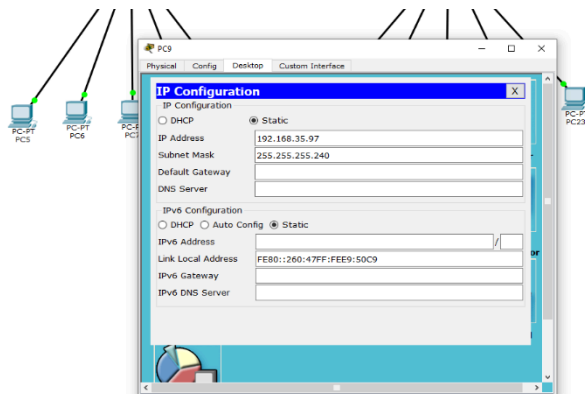 PC9
Physical Config Desktop Custom Interface
IP Configuration X
IP Configuration
DHCP Static
IP Address 192.168.35.97
Subnet Mask 255.255.255.240
Default Gateway
DNS Server
IPv6 Configuration
DHCP Auto Config Static
IPv6 Address /
Link Local Address FE80::260:47FF:FEE9:50C9
IPv6 Gateway
IPv6 DNS Server
PC-PT
PC5
PC-PT
PC6
PC-PT
PC23